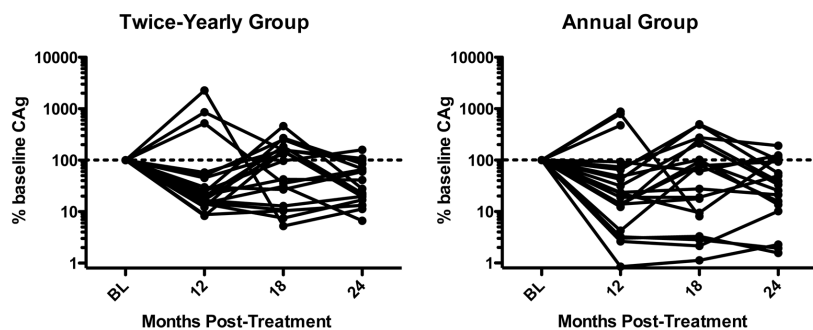 Twice-Yearly Group
Annual Group
% baseline CAg
10000
1000
100
10
1
BL
12
18
24
Months Post-Treatment
% baseline CAg
10000
1000
100
10
1
BL
12
18
24
Months Post-Treatment